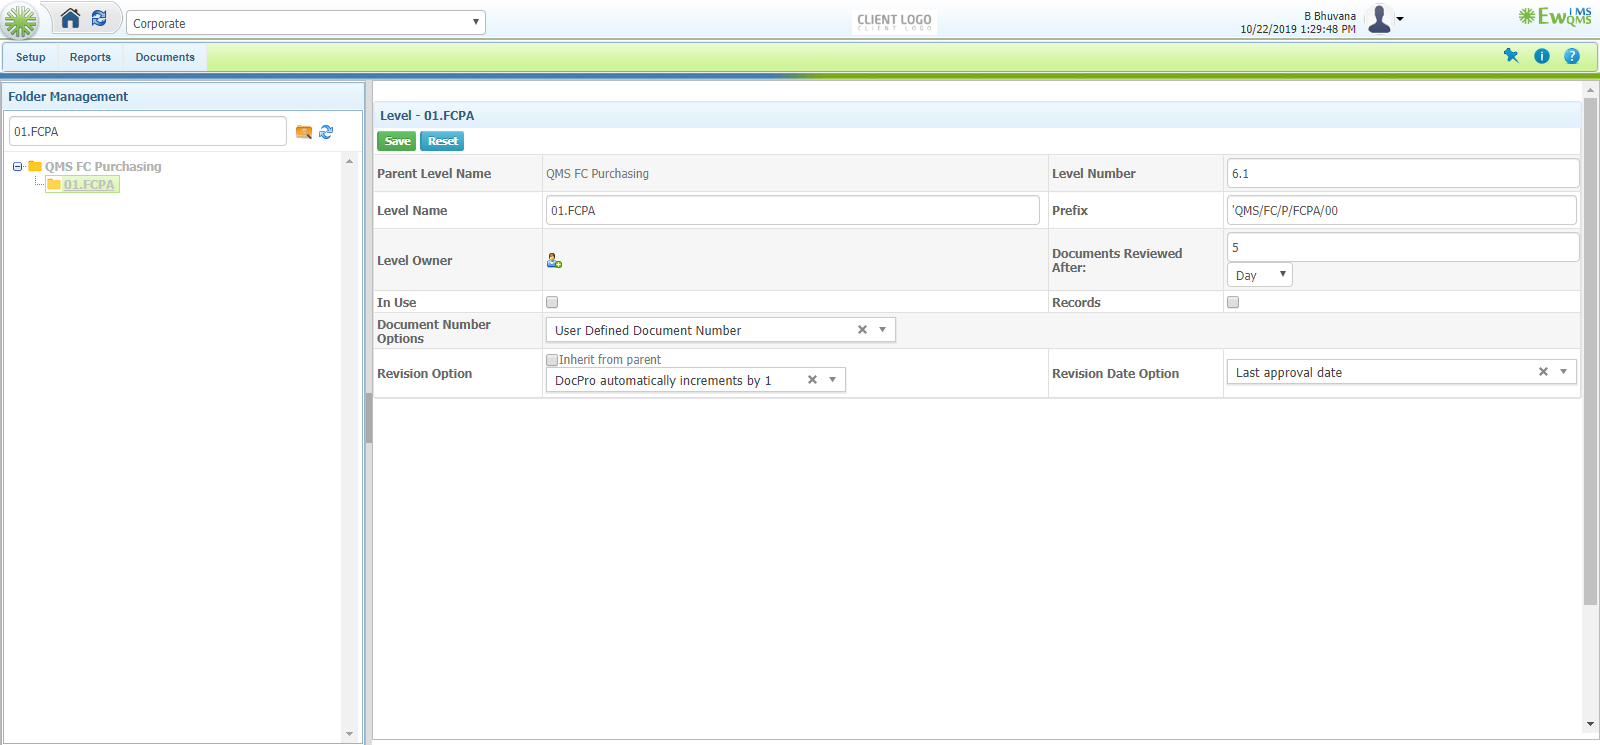 Corporate
CLIENT LOGO
CLIENT LOGO
B Bhuvana
10/22/2019 1:29:48 PM
EwQMS
IMS
Setup
Reports
Documents
Folder Management
01.FCPA
QMS FC Purchasing
01.FCPA
Level - 01.FCPA
Save
Reset
Parent Level Name
QMS FC Purchasing
Level Number
6.1
Level Name
01.FCPA
Prefix
'QMS/FC/P/FCPA/00
Level Owner
Documents Reviewed
After:
5
Day
In Use
Records
Document Number
Options
User Defined Document Number
Revision Option
Inherit from parent
DocPro automatically increments by 1
Revision Date Option
Last approval date